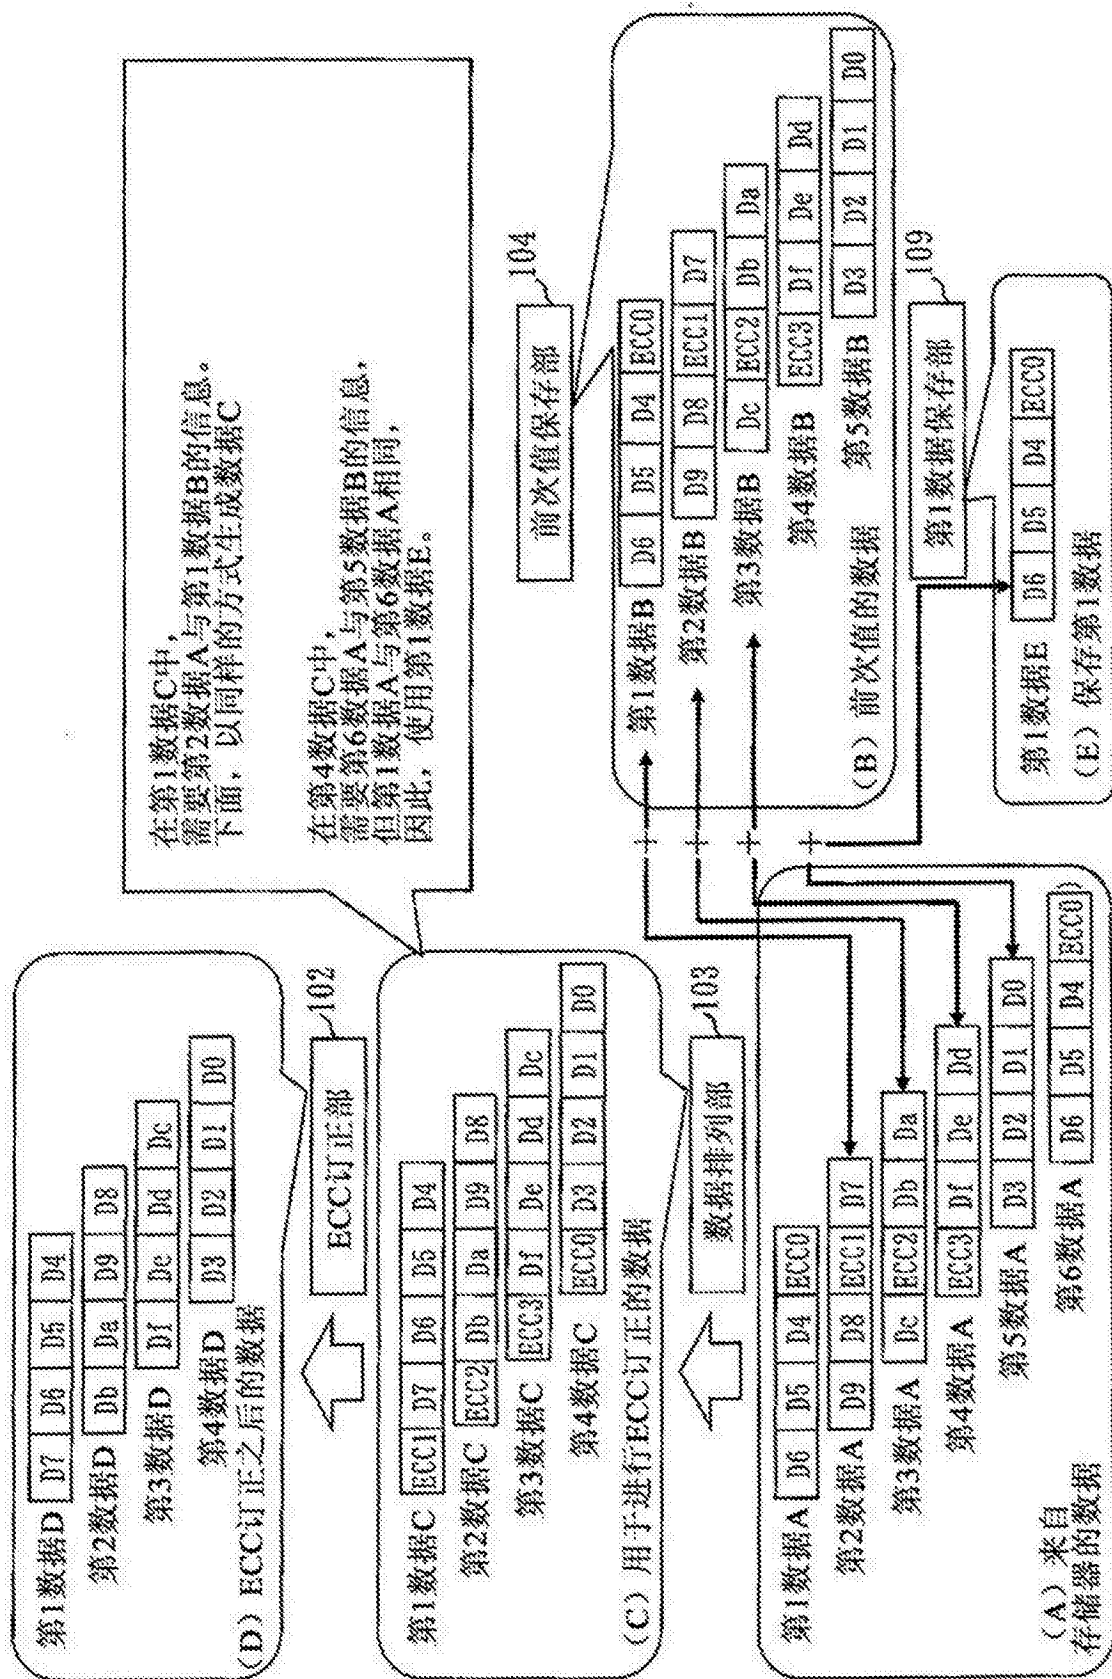 第1数据D D7 D6 D5 D4
第2数据D Db Da D9 D8
第3数据D Df De Dd Dc
第4数据D D3 D2 D1 D0
（D）ECC订正之后的数据
ECC订正部
102
第1数据C ECC1 D7 D6 D5 D4
第2数据C ECC2 Db Da D9 D8
第3数据C ECC3 Df De Dd Dc
第4数据C ECC0 D3 D2 D1 D0
（C）用于进行ECC订正的数据
数据排列部
103
第1数据A D6 D5 D4 ECC0
第2数据A D9 D8 ECC1 D7
第3数据A Dc ECC2 Db Da
第4数据A ECC3 Df De Dd
第5数据A D3 D2 D1 D0
第6数据A D6 D5 D4 ECC0
（A）来自
存储器的数据
在第1数据C中，
需要第2数据A与第1数据B的信息。
下面，以同样的方式生成数据C
在第4数据C中，
需要第6数据A与第5数据B的信息，
但第1数据A与第6数据A相同，
因此，使用第1数据E。
前次值保存部
104
第1数据B D6 D5 D4 ECC0
第2数据B D9 D8 ECC1 D7
第3数据B Dc ECC2 Db Da
第4数据B ECC3 Df De Dd
第5数据B D3 D2 D1 D0
（B）前次值的数据
第1数据保存部
109
第1数据E D6 D5 D4 ECC0
（E）保存第1数据